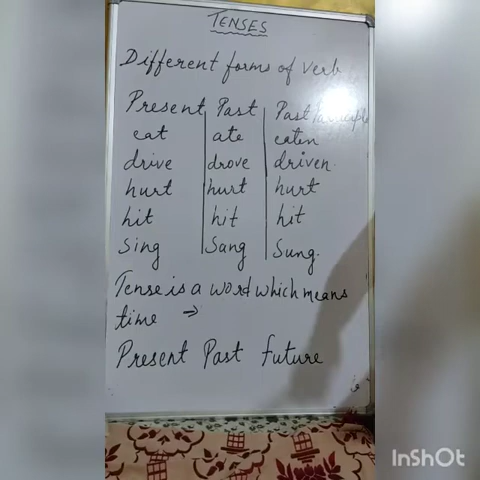 TENSES
Different forms of verb
Present Past Past Participle
eat ate eaten
drive drove driven.
hurt hurt hurt
hit hit hit
Sing Sang Sung.
Tense is a word which means
time →
Present Past future
InShOt